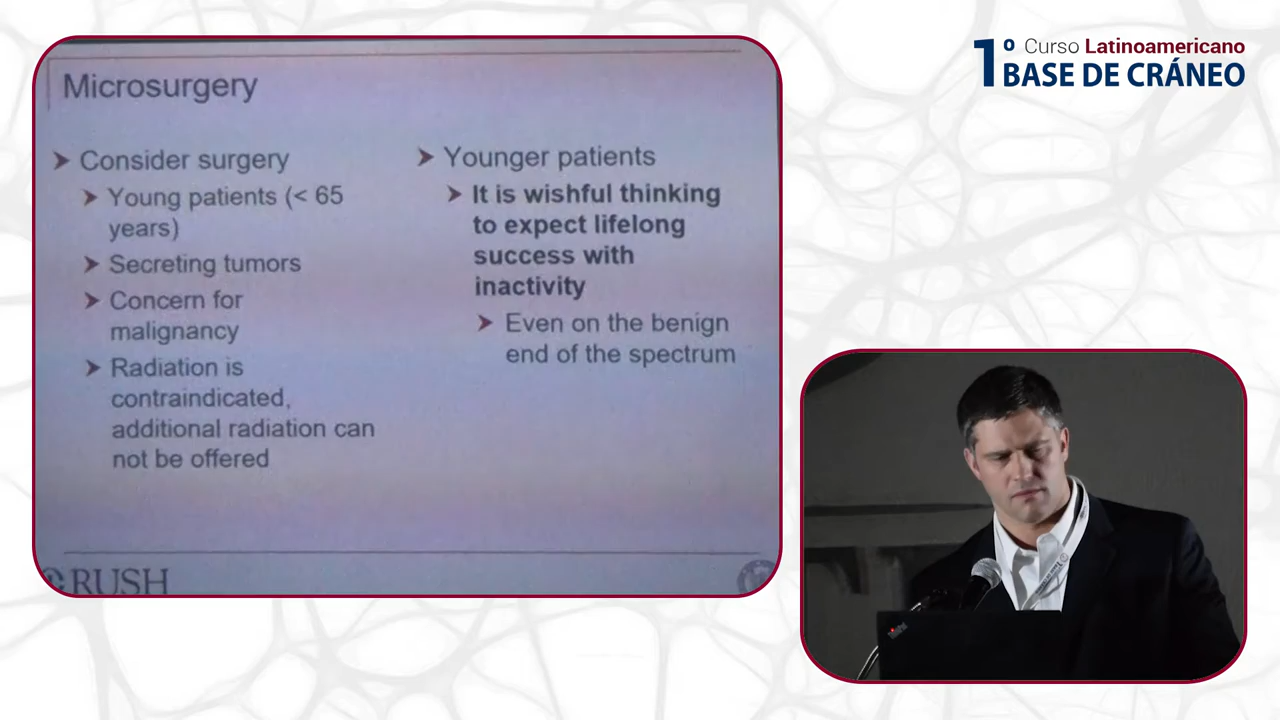 1º Curso Latinoamericano
BASE DE CRÁNEO
Microsurgery
Consider surgery
Young patients (< 65
years)
Secreting tumors
Concern for
malignancy
Radiation is
contraindicated,
additional radiation can
not be offered
Younger patients
It is wishful thinking
to expect lifelong
success with
inactivity
Even on the benign
end of the spectrum
RUSH
ThinkPad